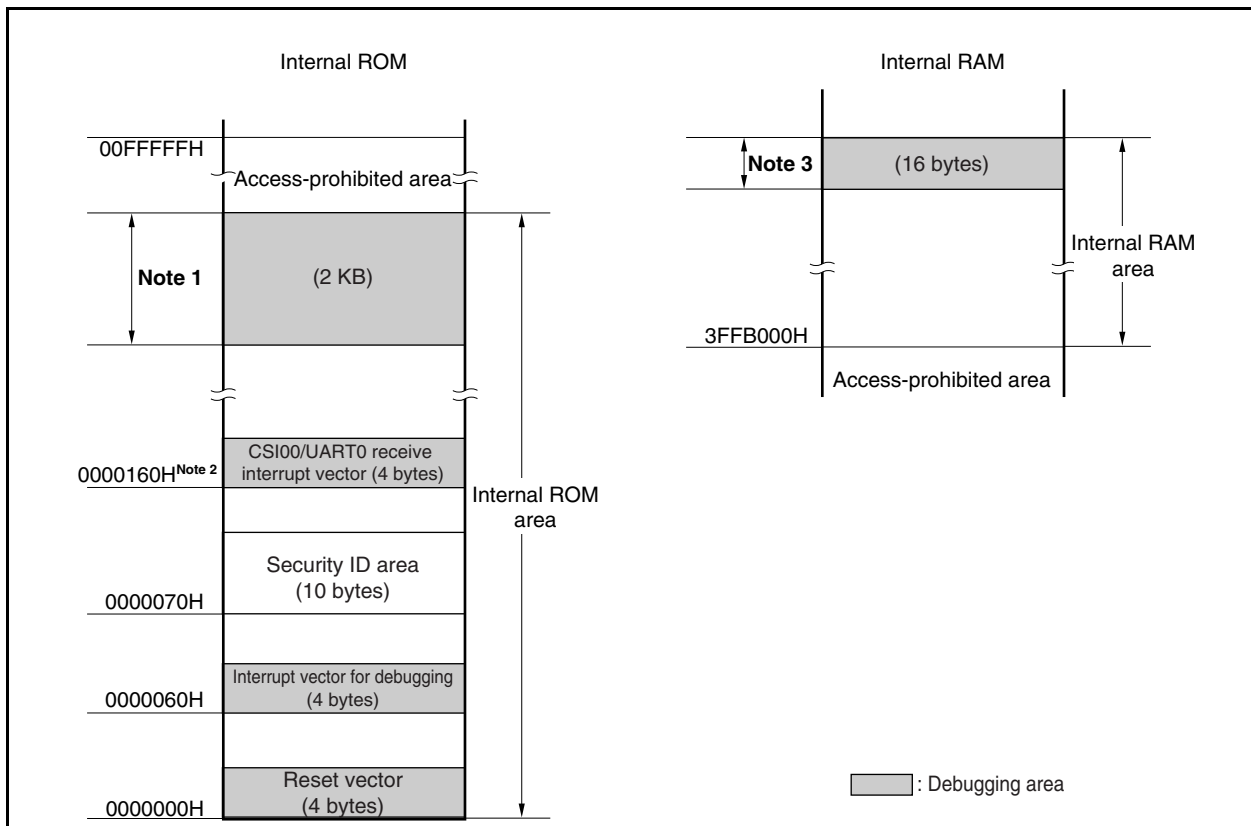 Internal ROM
00FFFFFH
Access-prohibited area
Note 1
(2 KB)
CSI00/UART0 receive
interrupt vector (4 bytes)
0000160H Note 2
Internal ROM
area
Security ID area
(10 bytes)
0000070H
Interrupt vector for debugging
(4 bytes)
0000060H
Reset vector
(4 bytes)
0000000H
Internal RAM
Note 3
(16 bytes)
Internal RAM
area
3FFB000H
Access-prohibited area
: Debugging area